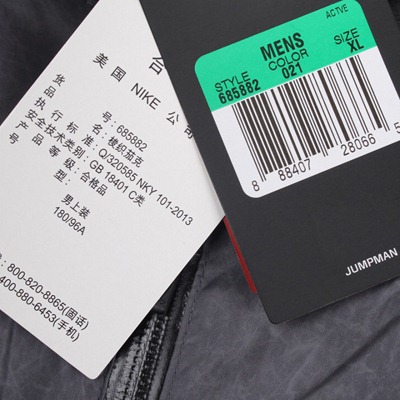 合
美国 NIKE 公司
货号: 685882
品名: 梭织茄克
执行标准: Q/320585 NKY 101-2013
安全技术类别: GB 18401 C类
产品等级: 合格品
号型:
男上装
180/96A
:800-820-8865(固话)
400-880-6453(手机)
ACTVE
MENS
STYLE COLOR SIZE
685882 021 XL
8 88407 28066 5
JUMPMAN